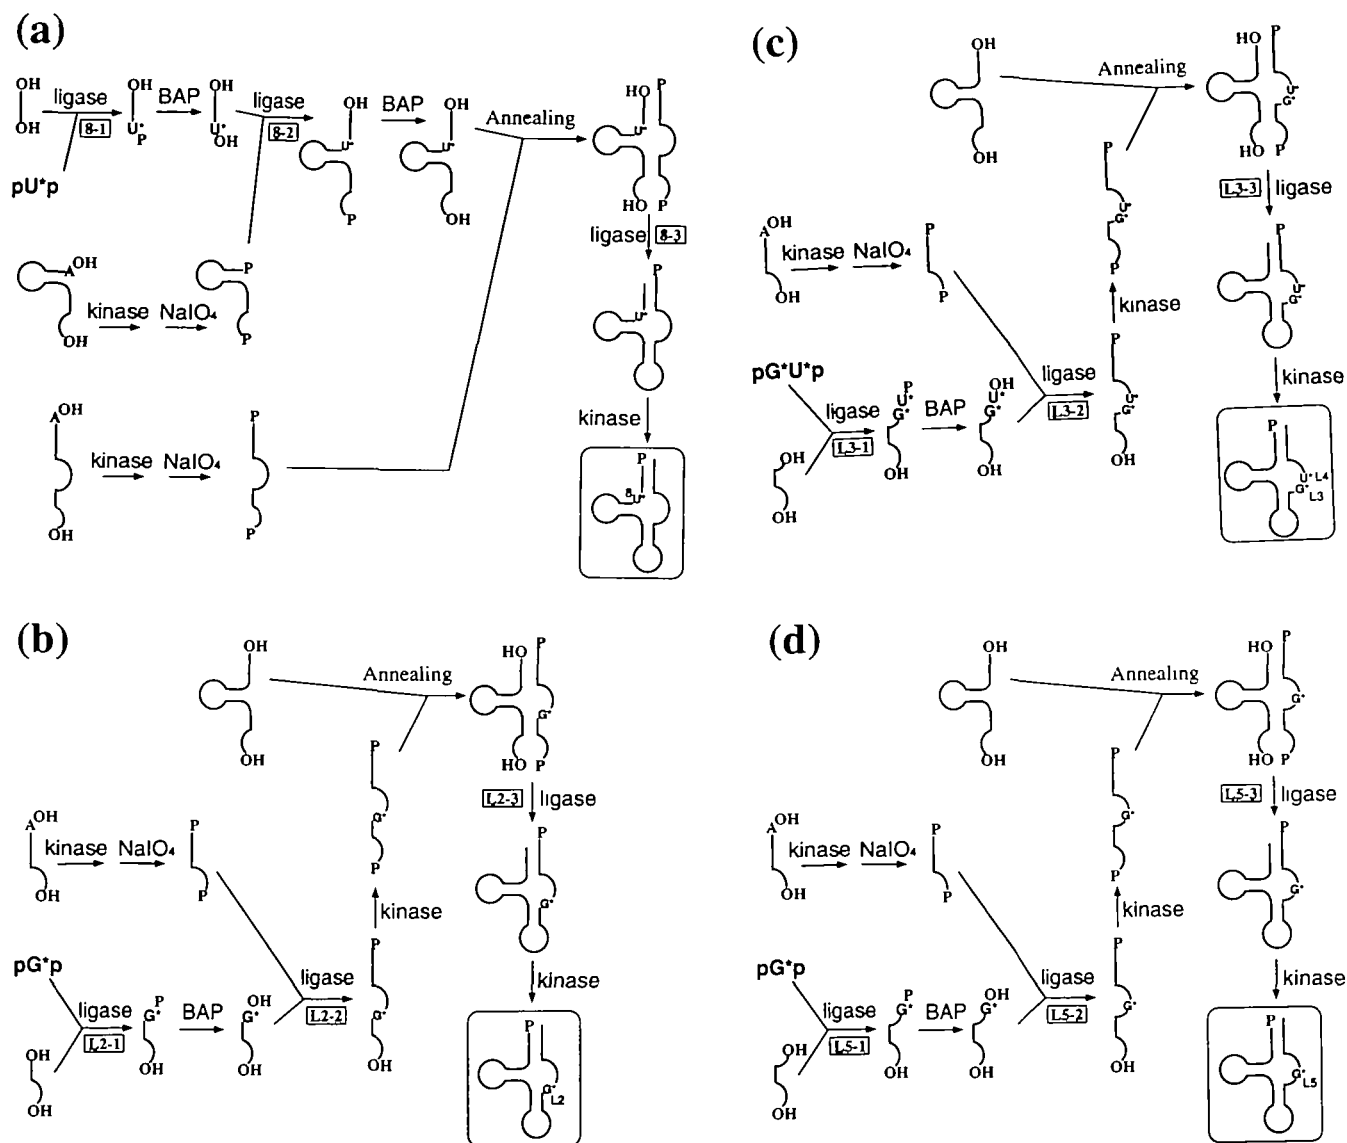 (a)
OH
OH
ligase
8-1
OH
U*
P
BAP
OH
U*
OH
ligase
8-2
OH
U*
P
BAP
OH
U*
OH
Annealing
HO
P
U*
HO
P
pU*p
ligase
8-3
P
U*
AOH
OH
kinase
NaIO4
P
P
AOH
OH
kinase
NaIO4
P
P
kinase
P
8U*
(b)
OH
OH
Annealing
HO
P
G*
HO
P
L2-3
ligase
P
G*
AOH
OH
kinase
NaIO4
P
P
P
G*
P
kinase
pG*p
OH
OH
ligase
L2-1
P
G*
OH
BAP
OH
G*
OH
ligase
L2-2
P
G*
OH
kinase
P
G*
L2
(c)
OH
OH
Annealing
HO
P
U*
G*
HO
P
L3-3
ligase
P
U*
G*
AOH
OH
kinase
NaIO4
P
P
P
U*
G*
P
kinase
pG*U*p
OH
OH
ligase
L3-1
P
U*
G*
OH
BAP
OH
U*
G*
OH
ligase
L3-2
P
U*
G*
OH
kinase
P
U*L4
G*
L3
(d)
OH
OH
Annealing
HO
P
G*
HO
P
L5-3
ligase
P
G*
AOH
OH
kinase
NaIO4
P
P
P
G*
P
kinase
pG*p
OH
OH
ligase
L5-1
P
G*
OH
BAP
OH
G*
OH
ligase
L5-2
P
G*
OH
kinase
P
G*
L5